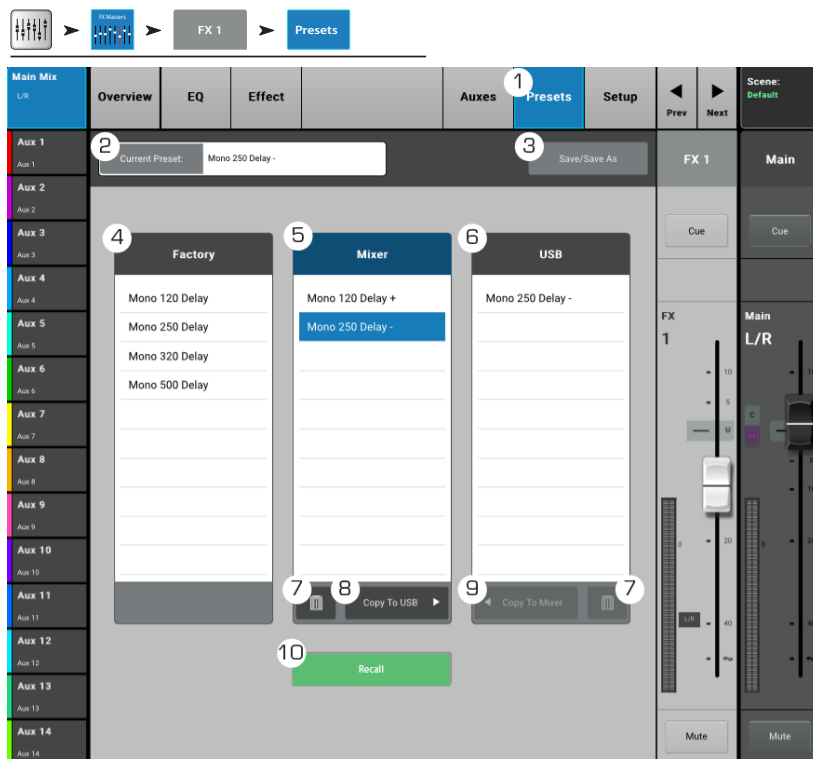 FX Masters
FX 1
Presets
Main Mix
L/R
Overview
EQ
Effect
Auxes
1
Presets
Setup
Prev
Next
Scene:
Default
Aux 1
Aux 1
Aux 2
Aux 2
Aux 3
Aux 3
Aux 4
Aux 4
Aux 5
Aux 5
Aux 6
Aux 6
Aux 7
Aux 7
Aux 8
Aux 8
Aux 9
Aux 9
Aux 10
Aux 10
Aux 11
Aux 11
Aux 12
Aux 12
Aux 13
Aux 13
Aux 14
Aux 14
2
Current Preset:
Mono 250 Delay -
3
Save/Save As
4
Factory
Mono 120 Delay
Mono 250 Delay
Mono 320 Delay
Mono 500 Delay
5
Mixer
Mono 120 Delay +
Mono 250 Delay -
7
8
Copy To USB
6
USB
Mono 250 Delay -
9
Copy To Mixer
7
10
Recall
FX 1
Cue
FX
1
10
5
U
0
20
L/R
40
∞
Mute
Main
Cue
Main
L/R
C
0
Mute